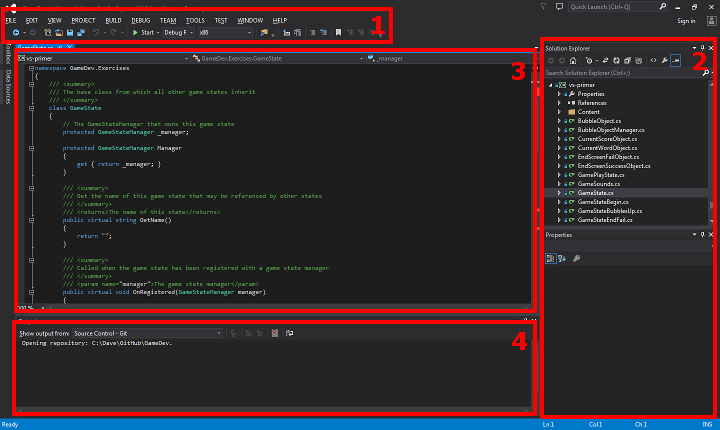 Quick Launch (Ctrl+Q)
FILE EDIT VIEW PROJECT BUILD DEBUG TEAM TOOLS TEST WINDOW HELP
Sign in
1
Start Debug F x86
Toolbox
Data Sources
vs-primer
GameDev.Exercises.GameState
_manager
3
namespace GameDev.Exercises
{
/// <summary>
/// The base class from which all other game states inherit
/// </summary>
class GameState
{
// The GameStateManager that owns this game state
protected GameStateManager _manager;
protected GameStateManager Manager
{
get { return _manager; }
}
/// <summary>
/// Get the name of this game state that may be referenced by other states
/// </summary>
/// <returns>The name of this state</returns>
public virtual string GetName()
{
return "";
}
/// <summary>
/// Called when the game state has been registered with a game state manager
/// </summary>
/// <param name="manager">The game state manager</param>
public virtual void OnRegistered(GameStateManager manager)
{
Show output from: Source Control - Git
4
Opening repository: C:\Dave\GitHub\GameDev.
Solution Explorer
2
Search Solution Explorer (Ctrl+;)
vs-primer
Properties
References
Content
BubbleObject.cs
BubbleObjectManager.cs
CurrentScoreObject.cs
CurrentWordObject.cs
EndScreenFailObject.cs
EndScreenSuccessObject.cs
GamePlayState.cs
GameSounds.cs
GameState.cs
GameStateBegin.cs
GameStateBubblesUp.cs
GameStateEndFail.cs
Properties
Ready
Ln 1 Col 1 Ch 1 INS